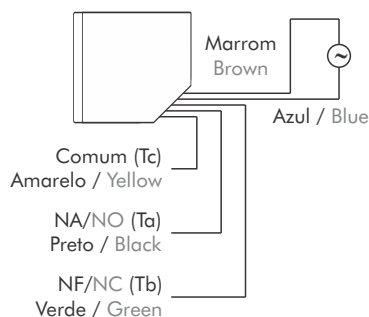 Marrom
Brown
Azul / Blue
Comum (Tc)
Amarelo / Yellow
NA/NO (Ta)
Preto / Black
NF/NC (Tb)
Verde / Green